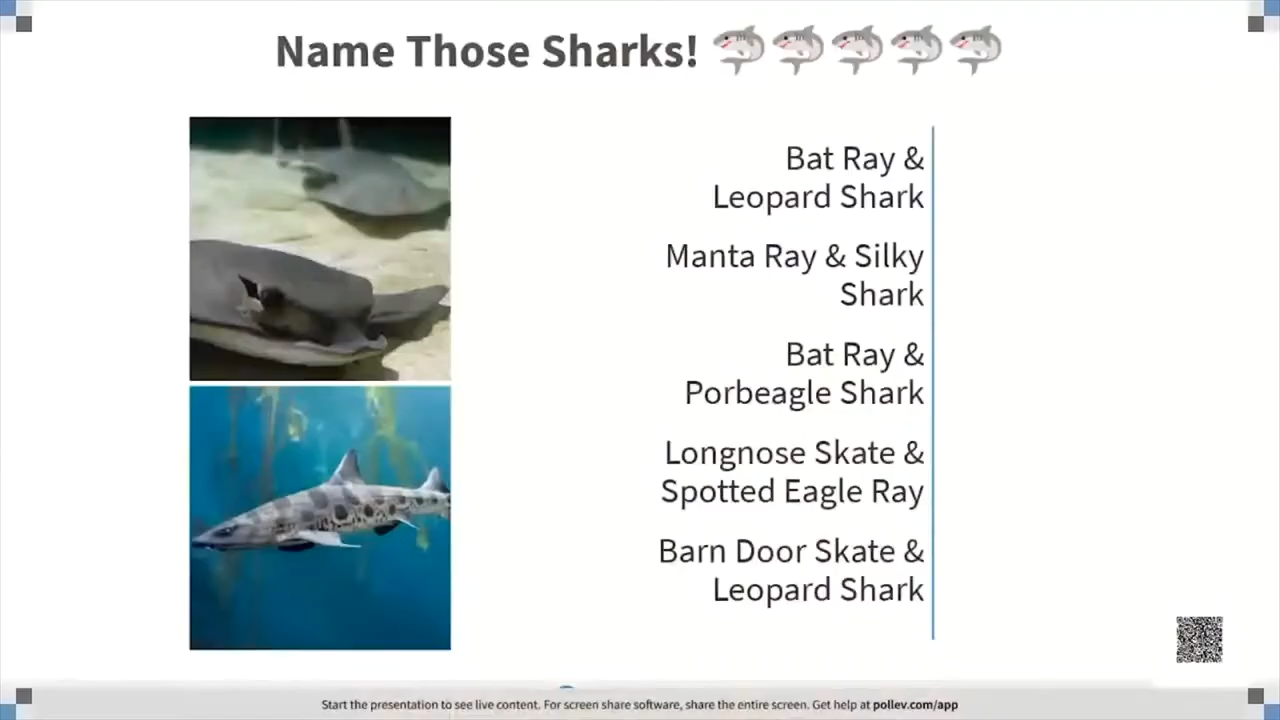 Name Those Sharks! 🦈🦈🦈🦈🦈
Bat Ray &
Leopard Shark
Manta Ray & Silky
Shark
Bat Ray &
Porbeagle Shark
Longnose Skate &
Spotted Eagle Ray
Barn Door Skate &
Leopard Shark
Start the presentation to see live content. For screen share software, share the entire screen. Get help at pollev.com/app